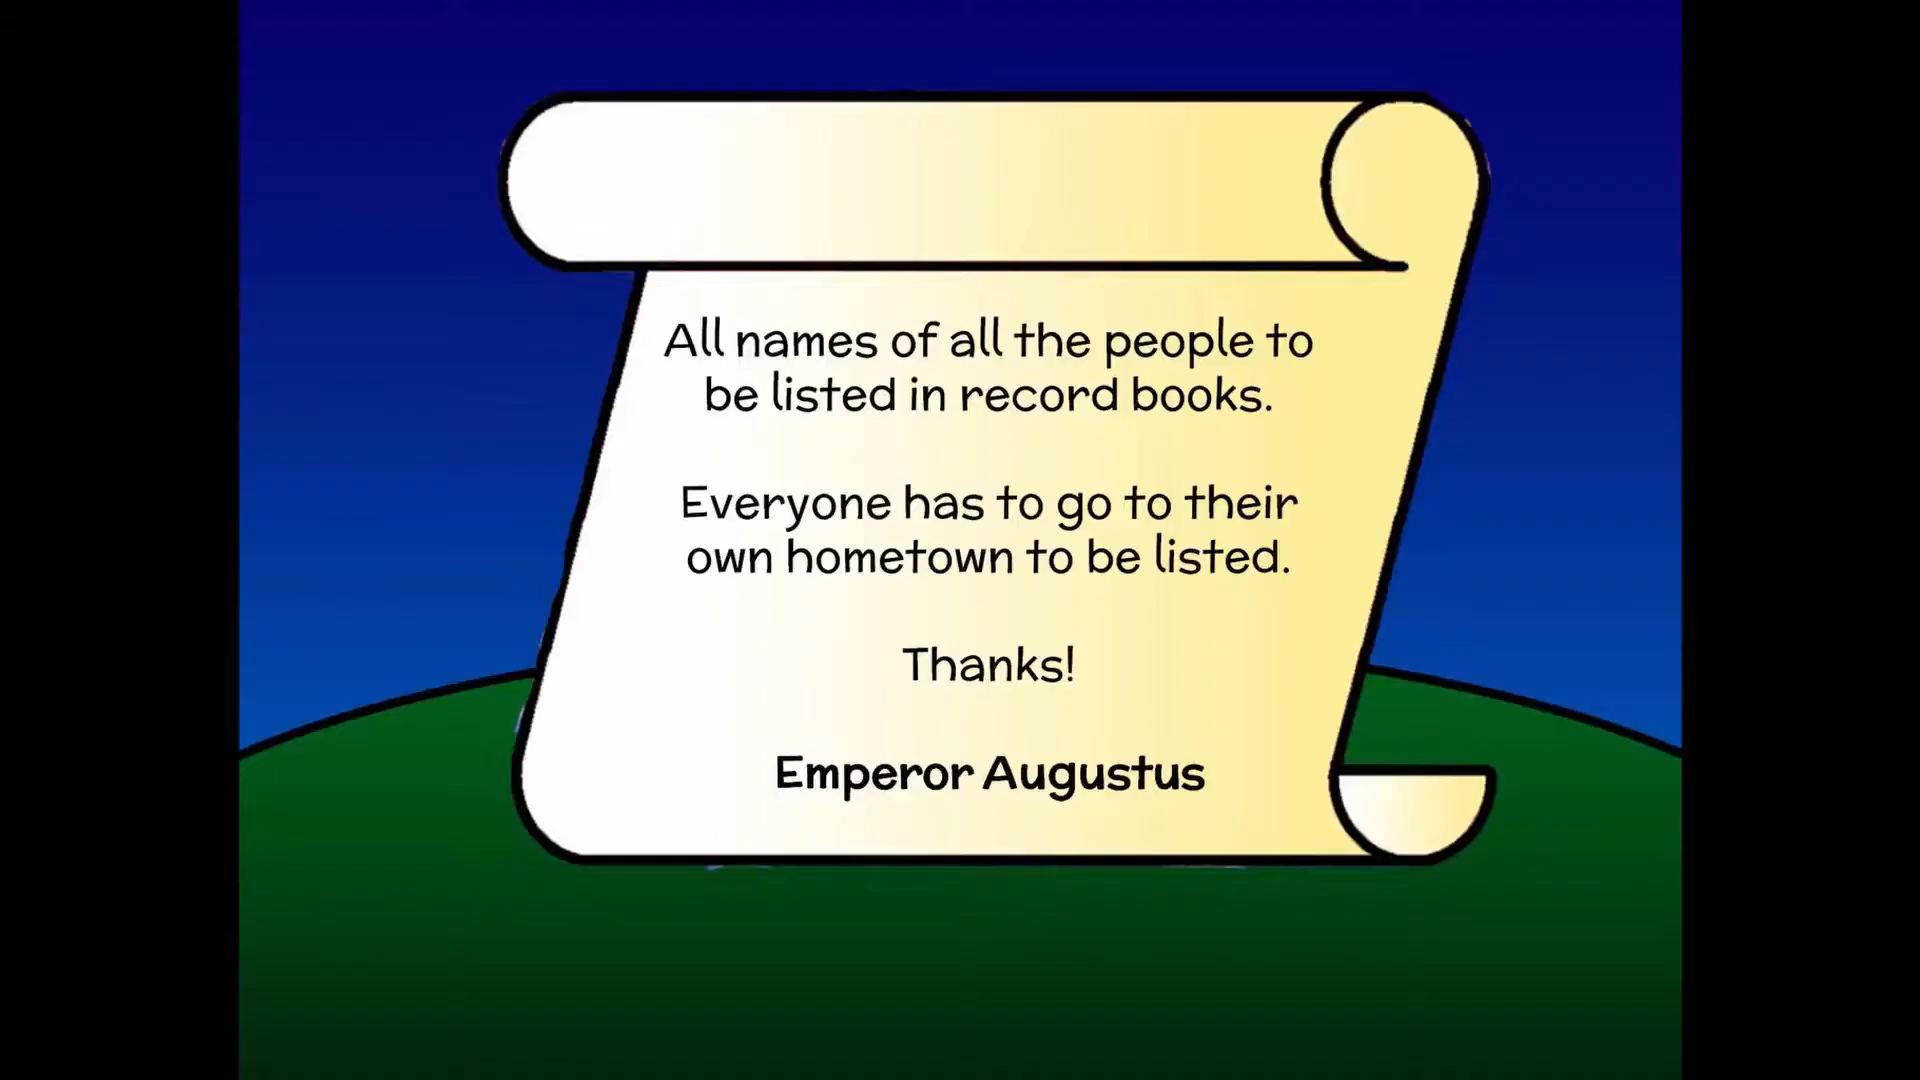 All names of all the people to
be listed in record books.
Everyone has to go to their
own hometown to be listed.
Thanks!
Emperor Augustus